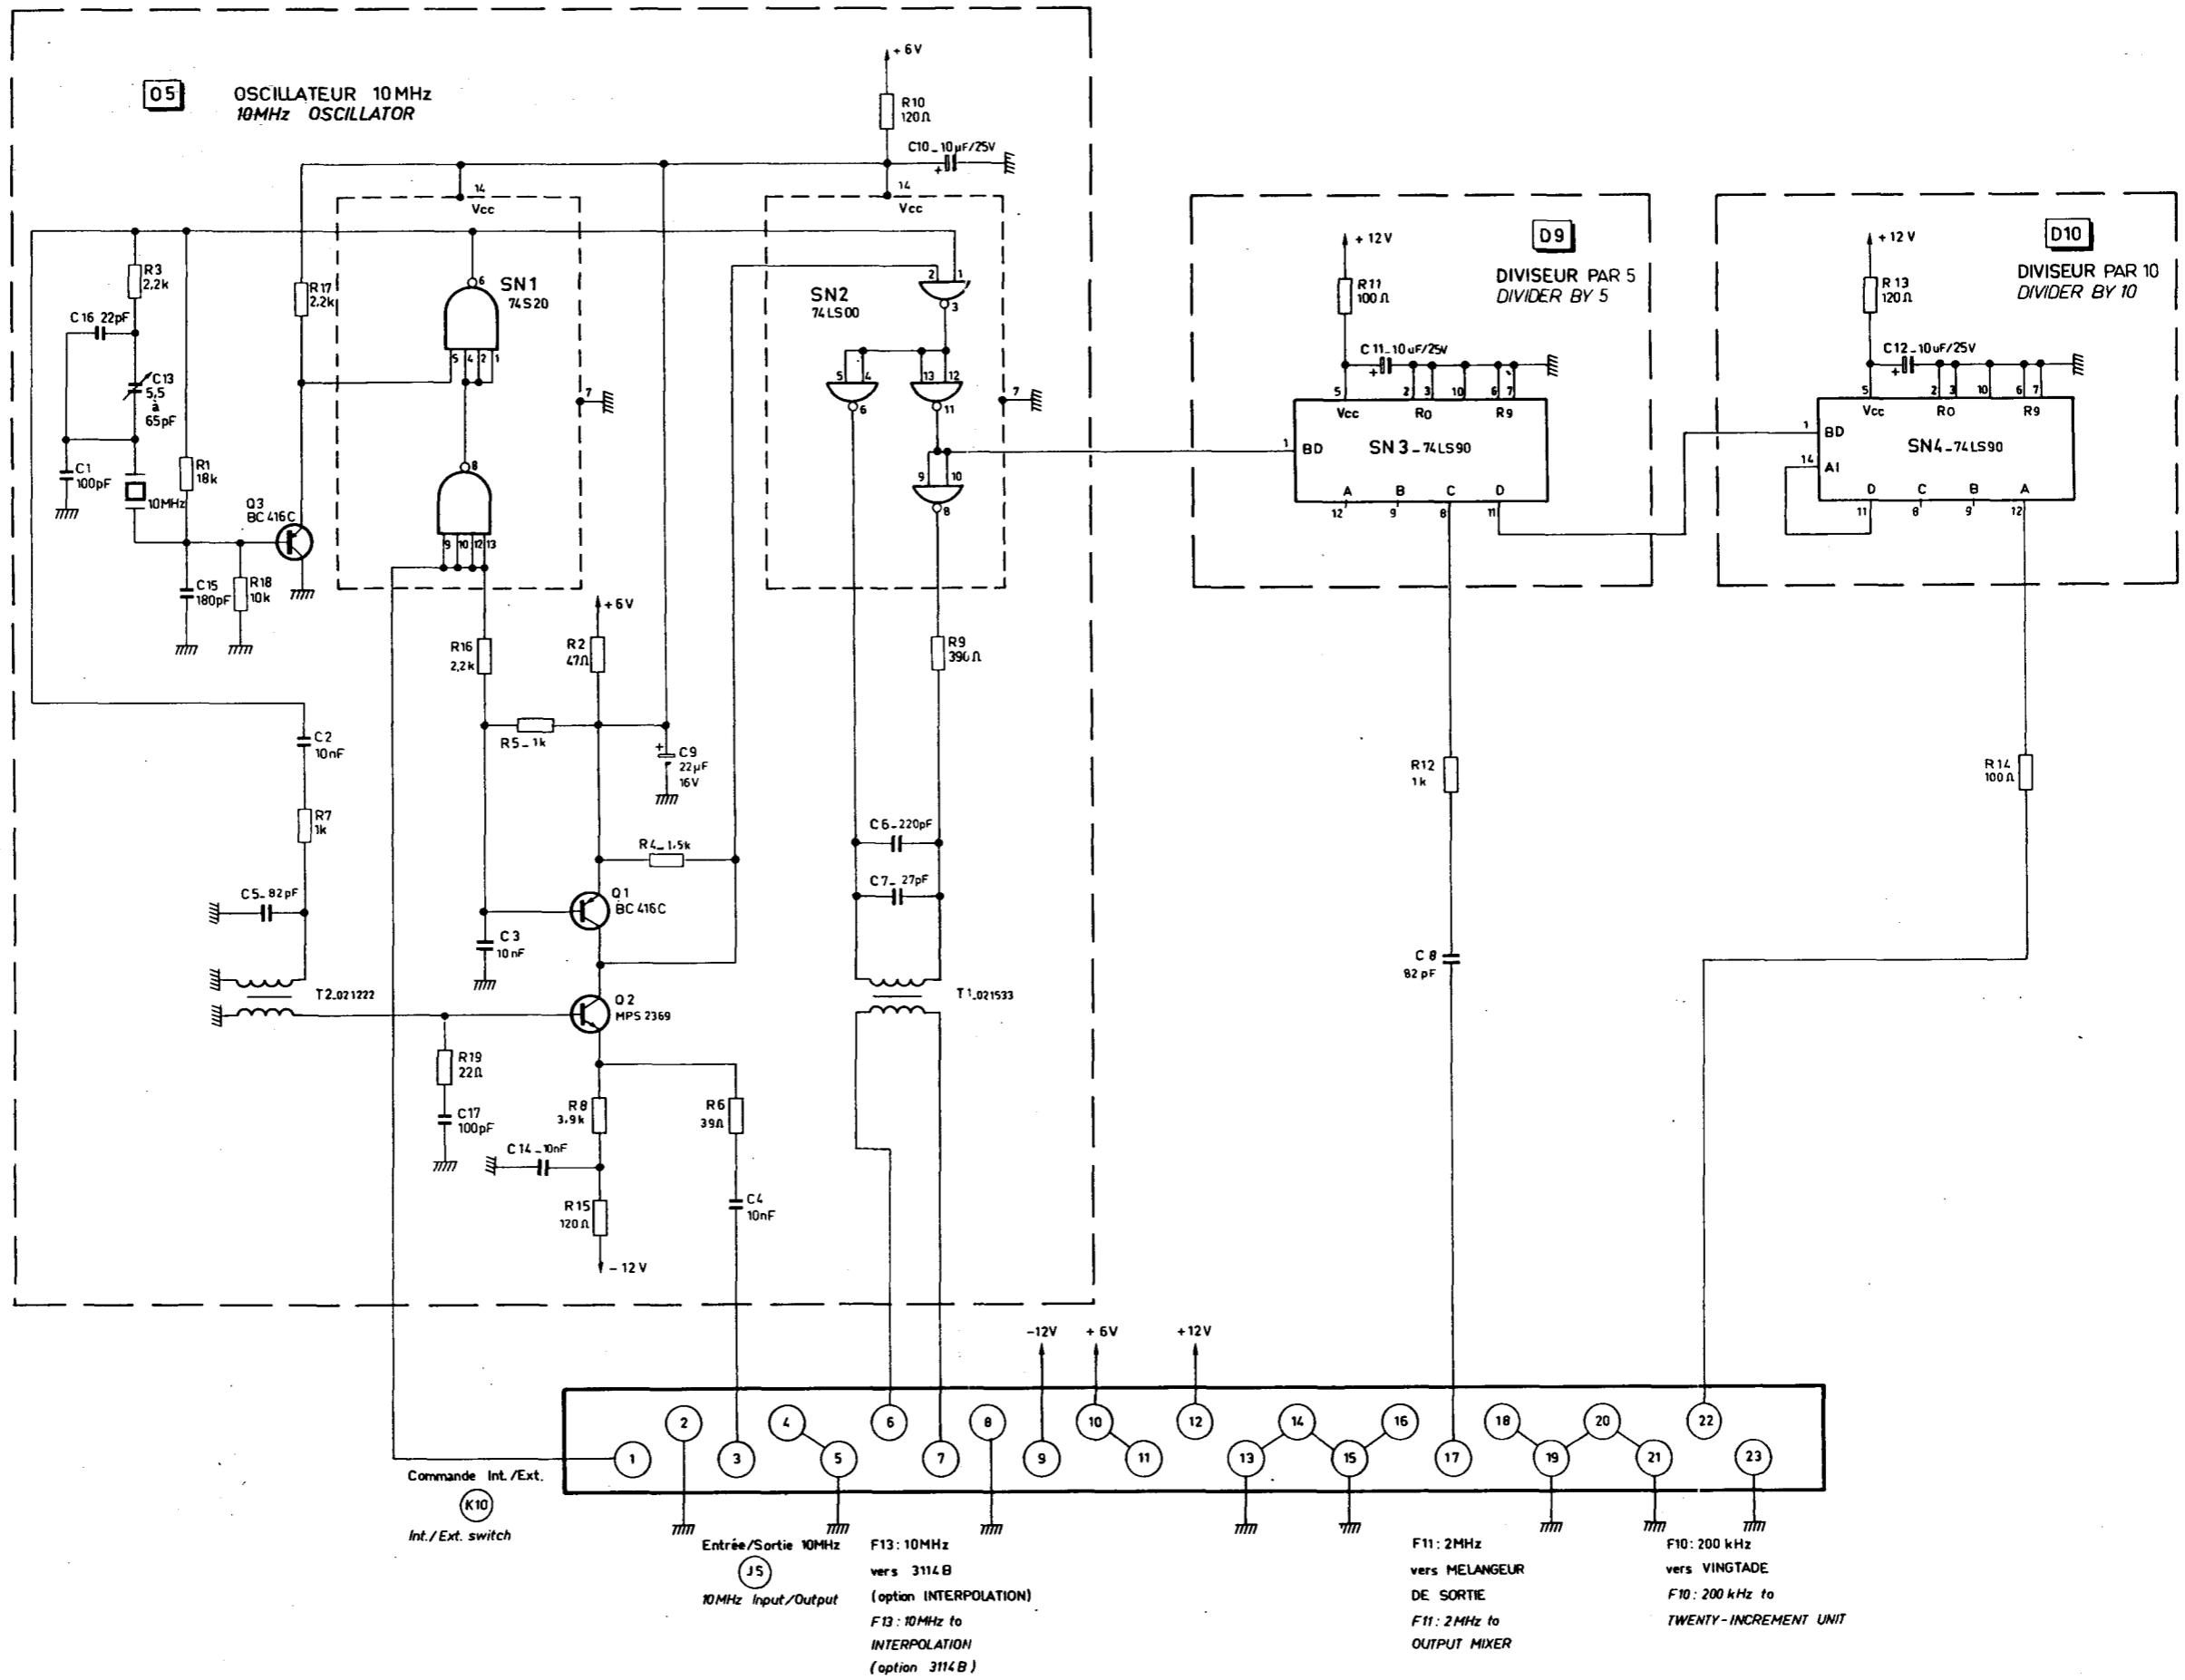 05
OSCILLATEUR 10MHz
10MHz OSCILLATOR
+ 6V
R10
120Ω
C10_10µF/25V
+
14
Vcc
14
Vcc
R3
2,2k
C16 22pF
C13
5,5
à
65pF
C1
100pF
10MHz
R1
18k
R17
2,2k
Q3
BC 416C
C15
180pF
R18
10k
SN1
74S20
6
5 4 2 1
8
9 10 12 13
7
SN2
74LS00
2 1
3
5 4
6
13 12
11
9 10
8
7
D9
DIVISEUR PAR 5
DIVIDER BY 5
+ 12V
R11
100Ω
C11_10uF/25V
+
5 2 3 10 6 7
Vcc R0 R9
1 BD
SN3_74LS90
A B C D
12 9 8 11
D10
DIVISEUR PAR 10
DIVIDER BY 10
+ 12V
R13
120Ω
C12_10uF/25V
+
5 2 3 10 6 7
Vcc R0 R9
1 BD
14 AI
SN4_74LS90
D C B A
11 8 9 12
R16
2,2k
+6V
R2
47Ω
R5_1k
+
C9
22µF
16V
R9
390Ω
C2
10nF
R7
1k
C5_82pF
T2_021222
R4_1,5k
Q1
BC 416C
C3
10nF
Q2
MPS 2369
R19
22Ω
C17
100pF
R8
3,9k
C14_10nF
R15
120Ω
- 12V
R6
39Ω
C4
10nF
C6_220pF
C7_27pF
T1_021533
R12
1k
C8
82pF
R14
100Ω
-12V
+ 6V
+12V
1 2 3 4 5 6 7 8 9 10 11 12 13 14 15 16 17 18 19 20 21 22 23
Commande Int./Ext.
K10
Int./Ext. switch
Entrée/Sortie 10MHz
J5
10MHz Input/Output
F13: 10MHz
vers 3114B
(option INTERPOLATION)
F13: 10MHz to
INTERPOLATION
(option 3114B)
F11: 2MHz
vers MELANGEUR
DE SORTIE
F11: 2MHz to
OUTPUT MIXER
F10: 200 kHz
vers VINGTADE
F10: 200 kHz to
TWENTY-INCREMENT UNIT